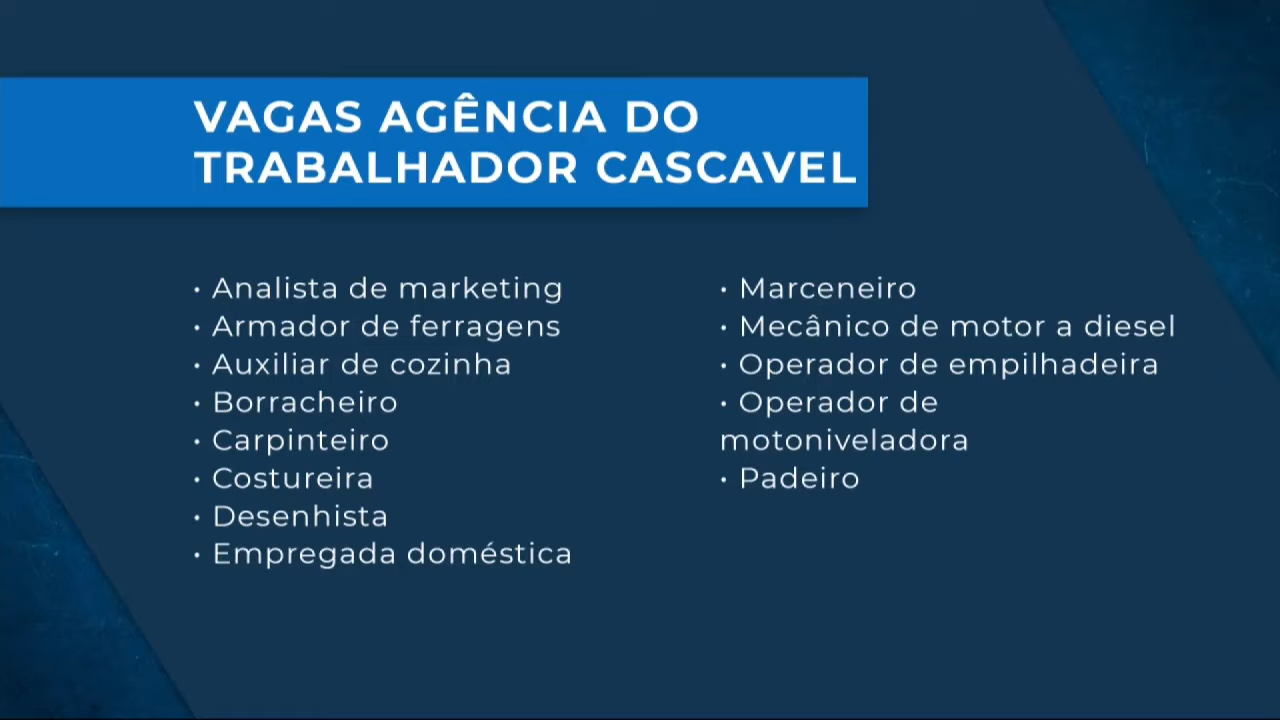 VAGAS AGÊNCIA DO
TRABALHADOR CASCAVEL
• Analista de marketing
• Armador de ferragens
• Auxiliar de cozinha
• Borracheiro
• Carpinteiro
• Costureira
• Desenhista
• Empregada doméstica
• Marceneiro
• Mecânico de motor a diesel
• Operador de empilhadeira
• Operador de
motoniveladora
• Padeiro